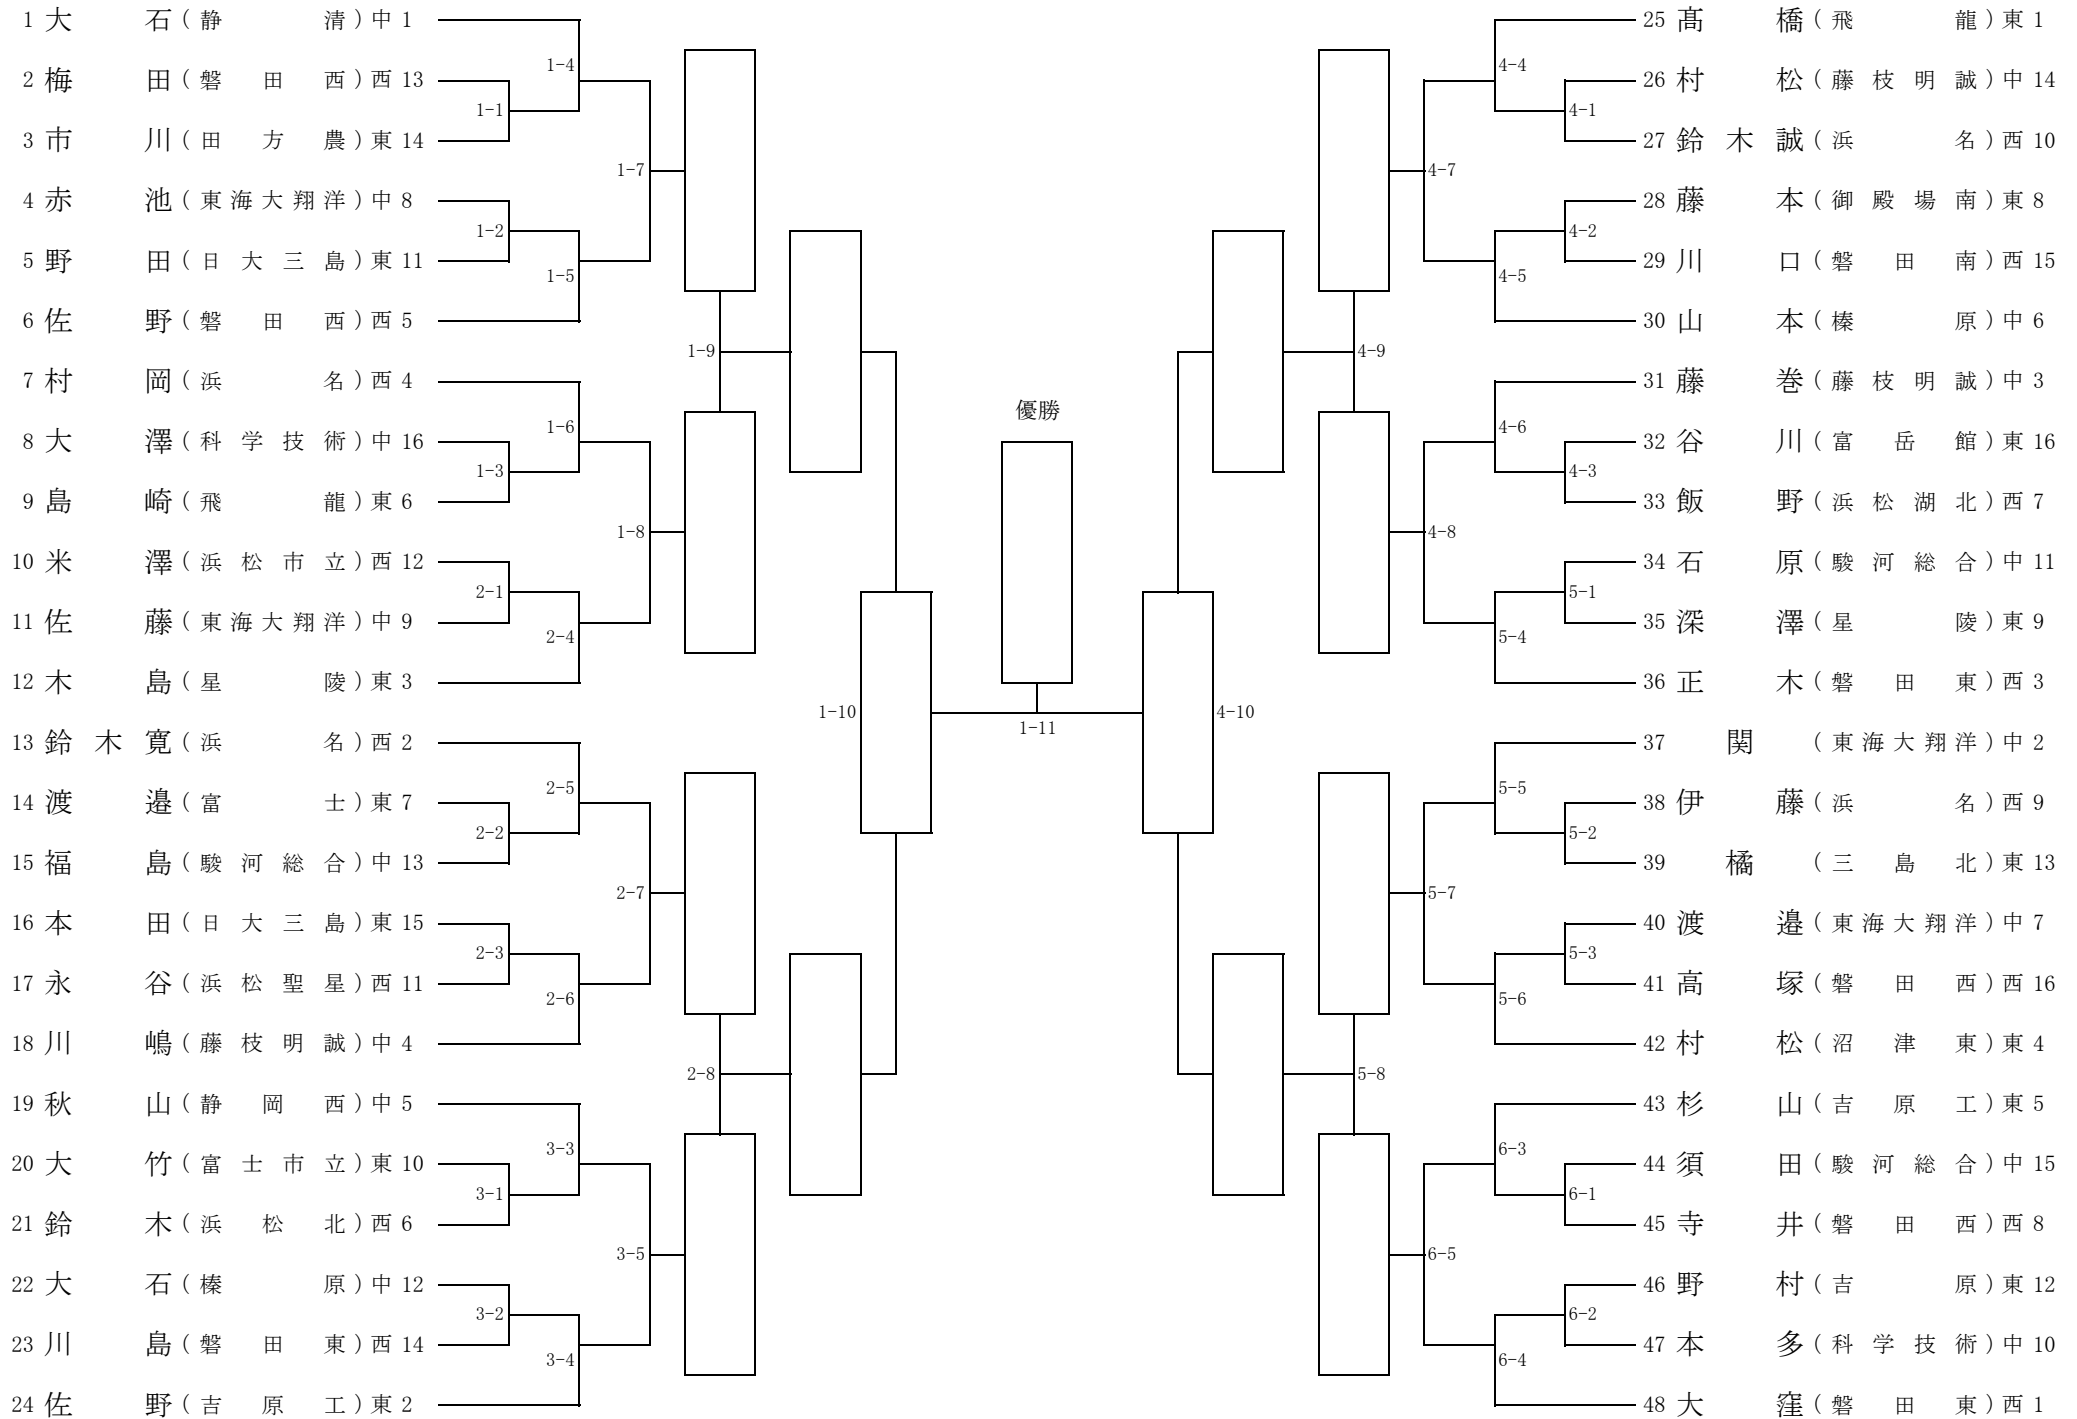 1 大石(静清)中 1
2 梅田(磐田西)西 13
3 市川(田方農)東 14
4 赤池(東海大翔洋)中 8
5 野田(日大三島)東 11
6 佐野(磐田西)西 5
7 村岡(浜名)西 4
8 大澤(科学技術)中 16
9 島崎(飛龍)東 6
10 米澤(浜松市立)西 12
11 佐藤(東海大翔洋)中 9
12 木島(星陵)東 3
13 鈴木寛(浜名)西 2
14 渡邉(富士)東 7
15 福島(駿河総合)中 13
16 本田(日大三島)東 15
17 永谷(浜松聖星)西 11
18 川嶋(藤枝明誠)中 4
19 秋山(静岡西)中 5
20 大竹(富士市立)東 10
21 鈴木(浜松北)西 6
22 大石(榛原)中 12
23 川島(磐田東)西 14
24 佐野(吉原工)東 2
1-4
1-1
1-7
1-2
1-5
1-9
1-6
1-3
1-8
2-1
2-4
1-10
2-5
2-2
2-7
2-3
2-6
2-8
3-3
3-1
3-5
3-2
3-4
優勝
1-11
4-4
4-1
4-7
4-2
4-5
4-9
4-6
4-3
4-8
5-1
5-4
4-10
5-5
5-2
5-7
5-3
5-6
5-8
6-3
6-1
6-5
6-2
6-4
25 髙橋(飛龍)東 1
26 村松(藤枝明誠)中 14
27 鈴木誠(浜名)西 10
28 藤本(御殿場南)東 8
29 川口(磐田南)西 15
30 山本(榛原)中 6
31 藤巻(藤枝明誠)中 3
32 谷川(富岳館)東 16
33 飯野(浜松湖北)西 7
34 石原(駿河総合)中 11
35 深澤(星陵)東 9
36 正木(磐田東)西 3
37 関(東海大翔洋)中 2
38 伊藤(浜名)西 9
39 橘(三島北)東 13
40 渡邉(東海大翔洋)中 7
41 高塚(磐田西)西 16
42 村松(沼津東)東 4
43 杉山(吉原工)東 5
44 須田(駿河総合)中 15
45 寺井(磐田西)西 8
46 野村(吉原)東 12
47 本多(科学技術)中 10
48 大窪(磐田東)西 1